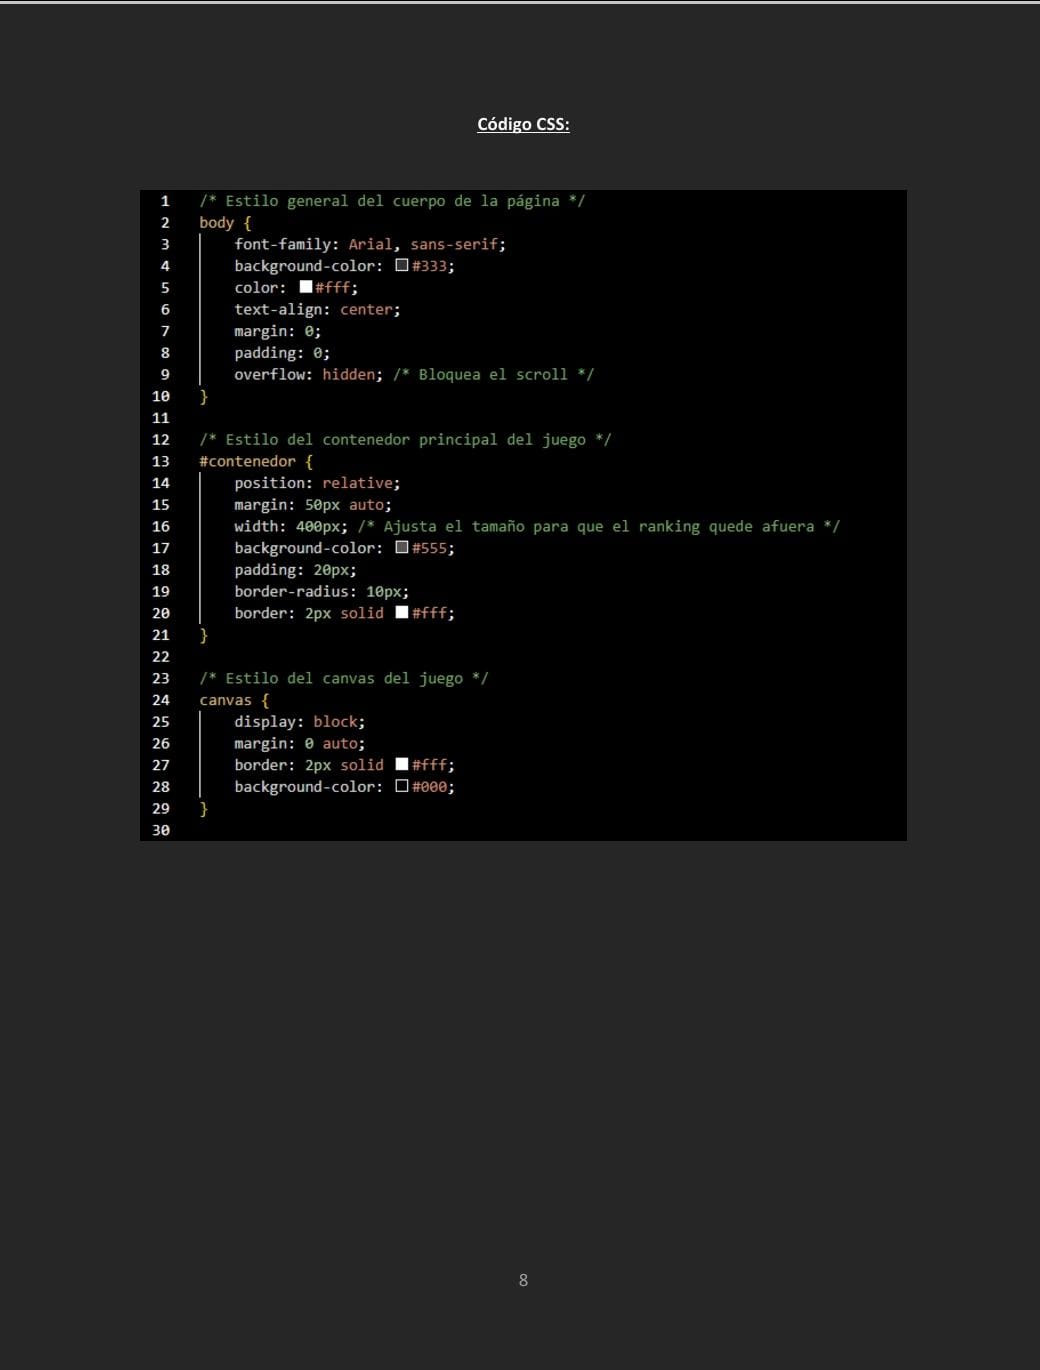 Código CSS:
1 /* Estilo general del cuerpo de la página */
2 body {
3 font-family: Arial, sans-serif;
4 background-color: #333;
5 color: #fff;
6 text-align: center;
7 margin: 0;
8 padding: 0;
9 overflow: hidden; /* Bloquea el scroll */
10 }
11
12 /* Estilo del contenedor principal del juego */
13 #contenedor {
14 position: relative;
15 margin: 50px auto;
16 width: 400px; /* Ajusta el tamaño para que el ranking quede afuera */
17 background-color: #555;
18 padding: 20px;
19 border-radius: 10px;
20 border: 2px solid #fff;
21 }
22
23 /* Estilo del canvas del juego */
24 canvas {
25 display: block;
26 margin: 0 auto;
27 border: 2px solid #fff;
28 background-color: #000;
29 }
30
8